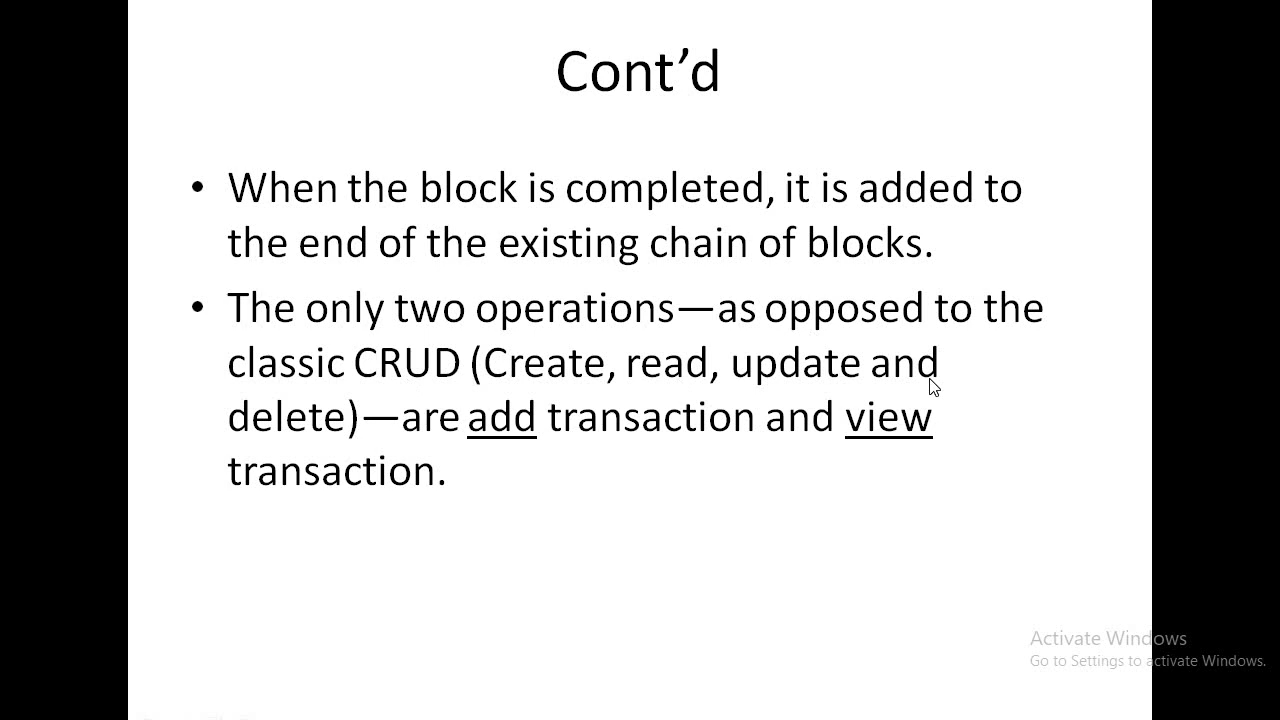 Cont’d
• When the block is completed, it is added to
the end of the existing chain of blocks.
• The only two operations—as opposed to the
classic CRUD (Create, read, update and
delete)—are add transaction and view
transaction.
Activate Windows
Go to Settings to activate Windows.